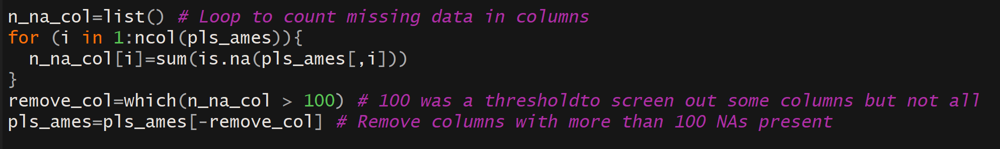 n_na_col=list() # Loop to count missing data in columns
for (i in 1:ncol(pls_ames)){
  n_na_col[i]=sum(is.na(pls_ames[,i]))
}
remove_col=which(n_na_col > 100) # 100 was a thresholdto screen out some columns but not all
pls_ames=pls_ames[-remove_col] # Remove columns with more than 100 NAs present